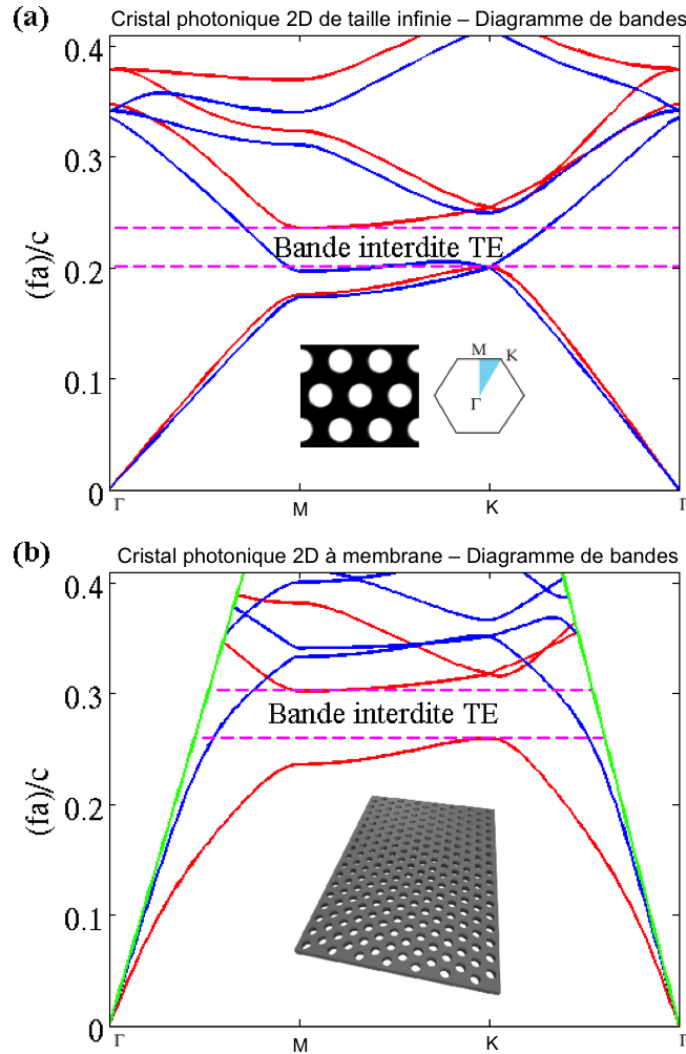 (a)
Cristal photonique 2D de taille infinie – Diagramme de bandes
0.4
0.3
(fa)/c
Bande interdite TE
0.2
M
K
Γ
0.1
0
Γ
M
K
Γ
(b)
Cristal photonique 2D à membrane – Diagramme de bandes
0.4
0.3
(fa)/c
Bande interdite TE
0.2
0.1
0
Γ
M
K
Γ